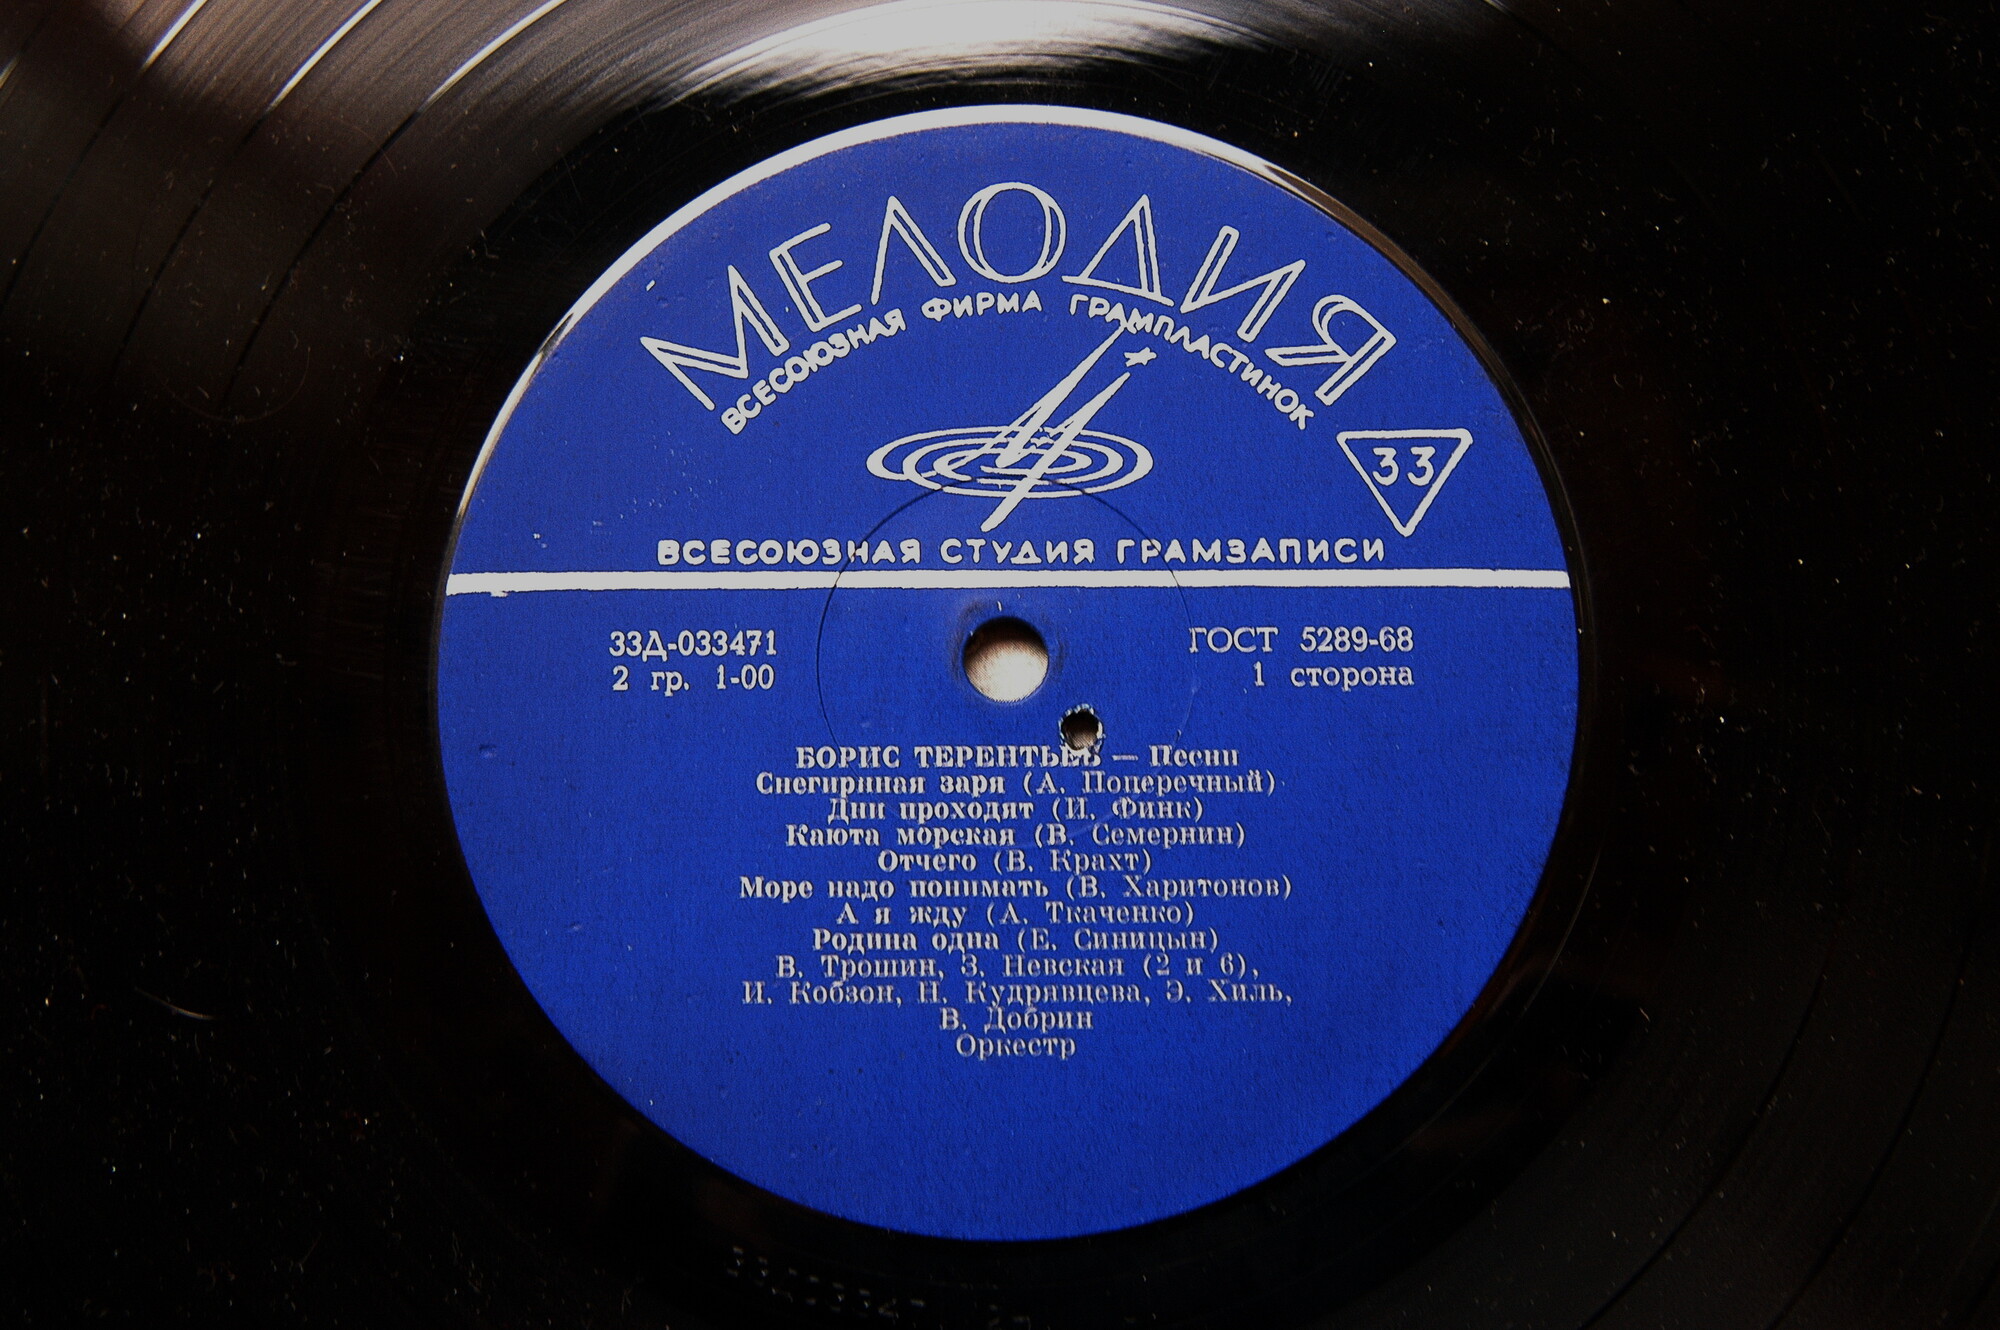 МЕЛОДИЯ
ВСЕСОЮЗНАЯ ФИРМА ГРАМПЛАСТИНОК
33
ВСЕСОЮЗНАЯ СТУДИЯ ГРАМЗАПИСИ
33Д-033471
2 гр. 1-00
ГОСТ 5289-68
1 сторона
БОРИС ТЕРЕНТЬЕВ — Песни
Снегириная заря (А. Поперечный)
Дни проходят (И. Финк)
Каюта морская (В. Семернин)
Отчего (В. Крахт)
Море надо понимать (В. Харитонов)
А я жду (А. Ткаченко)
Родина одна (Е. Синицын)
В. Трошин, З. Невская (2 и 6),
И. Кобзон, Н. Кудрявцева, Э. Хиль,
В. Добрин
Оркестр